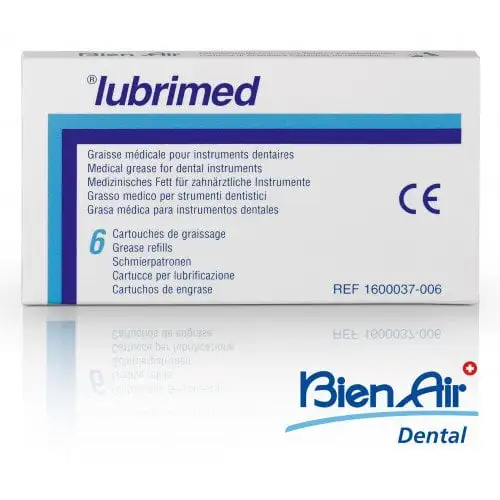 Bien Air
®lubrimed
Graisse médicale pour instruments dentaires
Medical grease for dental instruments
Medizinisches Fett für zahnärztliche Instrumente
Grasso medico per strumenti dentistici
Grasa médica para instrumentos dentales
CE
6 Cartouches de graissage
Grease refills
Schmierpatronen
Cartucce per lubrificazione
Cartuchos de engrase
REF 1600037-006
Bien Air
Dental